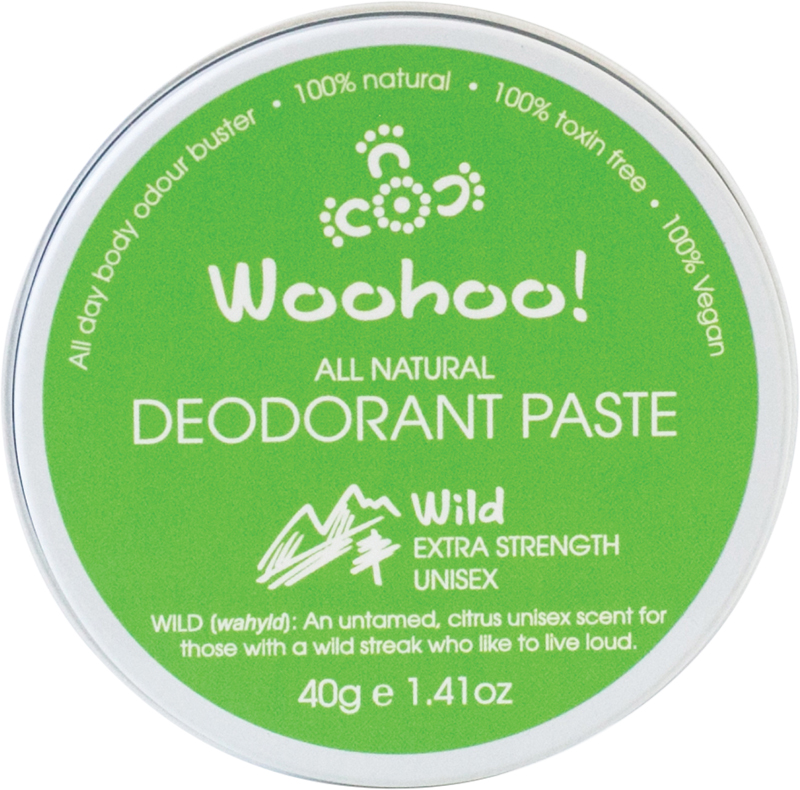 All day body odour buster • 100% natural • 100% toxin free • 100% Vegan
Woohoo!
ALL NATURAL
DEODORANT PASTE
Wild
EXTRA STRENGTH
UNISEX
WILD (wahyld): An untamed, citrus unisex scent for
those with a wild streak who like to live loud.
40g e 1.41oz